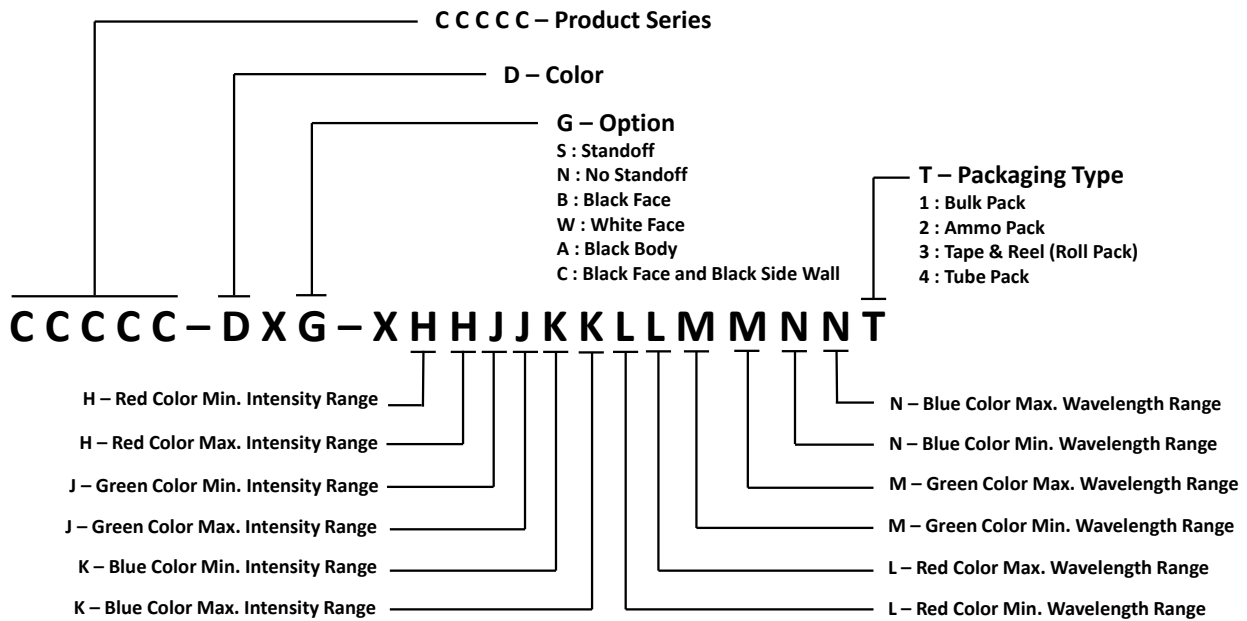 C C C C C – Product Series
D – Color
G – Option
S : Standoff
N : No Standoff
B : Black Face
W : White Face
A : Black Body
C : Black Face and Black Side Wall
T – Packaging Type
1 : Bulk Pack
2 : Ammo Pack
3 : Tape & Reel (Roll Pack)
4 : Tube Pack
C C C C C – D X G – X H H J J K K L L M M N N T
H – Red Color Min. Intensity Range
H – Red Color Max. Intensity Range
J – Green Color Min. Intensity Range
J – Green Color Max. Intensity Range
K – Blue Color Min. Intensity Range
K – Blue Color Max. Intensity Range
N – Blue Color Max. Wavelength Range
N – Blue Color Min. Wavelength Range
M – Green Color Max. Wavelength Range
M – Green Color Min. Wavelength Range
L – Red Color Max. Wavelength Range
L – Red Color Min. Wavelength Range